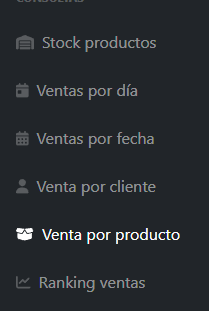 Stock productos
Ventas por día
Ventas por fecha
Venta por cliente
Venta por producto
Ranking ventas